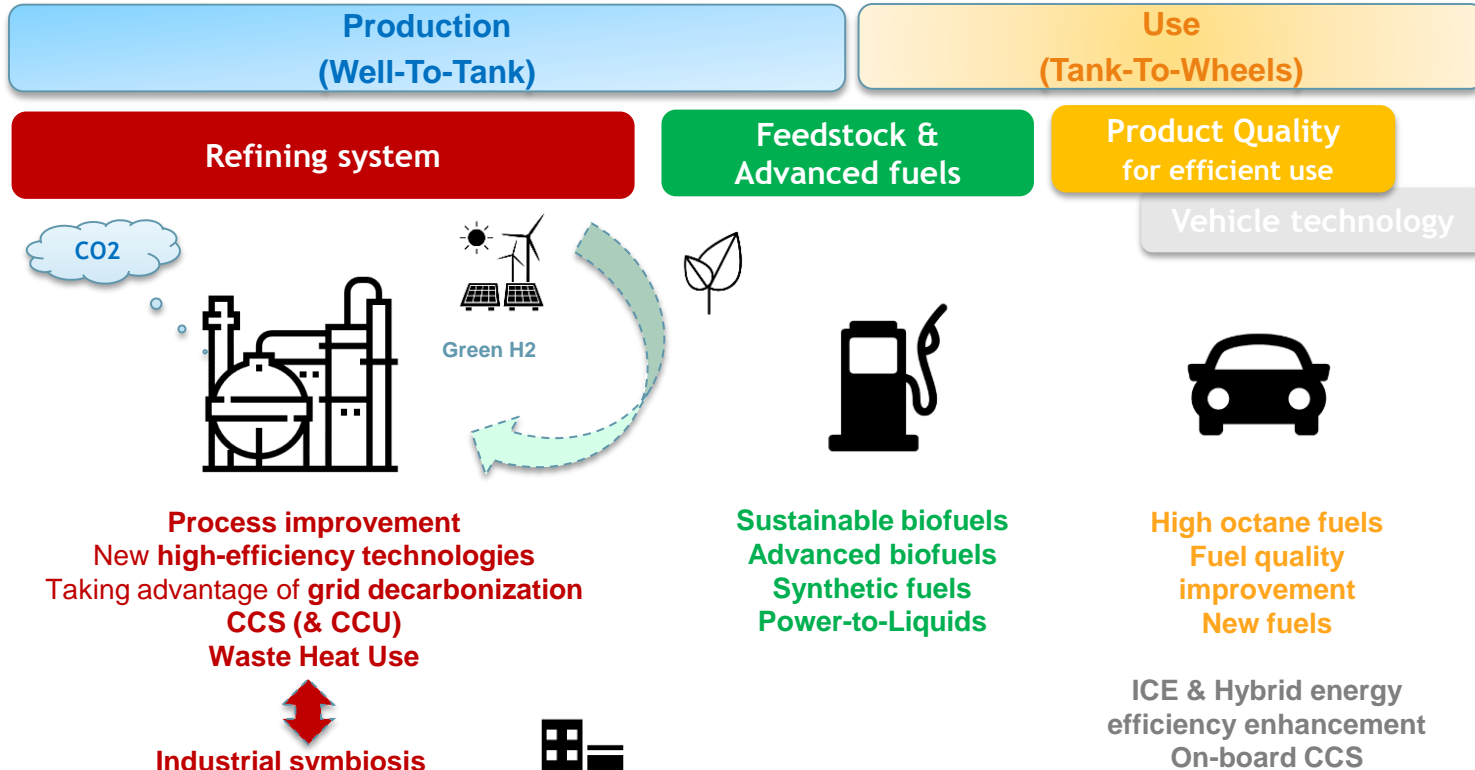 Production
(Well-To-Tank)
Use
(Tank-To-Wheels)
Refining system
Feedstock &
Advanced fuels
Product Quality
for efficient use
Vehicle technology
CO2
Green H2
Process improvement
New high-efficiency technologies
Taking advantage of grid decarbonization
CCS (& CCU)
Waste Heat Use
Industrial symbiosis
Sustainable biofuels
Advanced biofuels
Synthetic fuels
Power-to-Liquids
High octane fuels
Fuel quality
improvement
New fuels
ICE & Hybrid energy
efficiency enhancement
On-board CCS